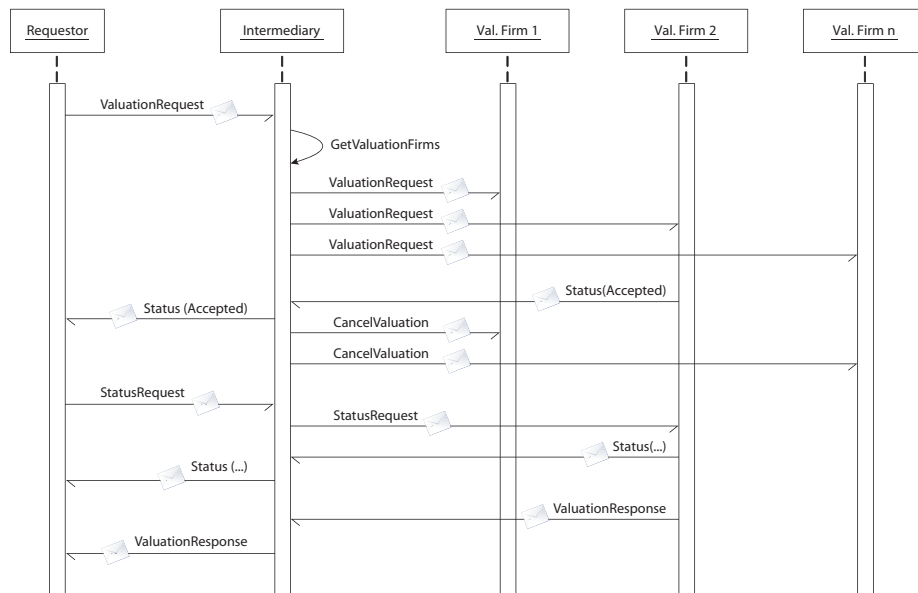 Requestor
Intermediary
Val. Firm 1
Val. Firm 2
Val. Firm n
ValuationRequest
GetValuationFirms
ValuationRequest
ValuationRequest
ValuationRequest
Status(Accepted)
Status (Accepted)
CancelValuation
CancelValuation
StatusRequest
StatusRequest
Status(...)
Status (...)
ValuationResponse
ValuationResponse